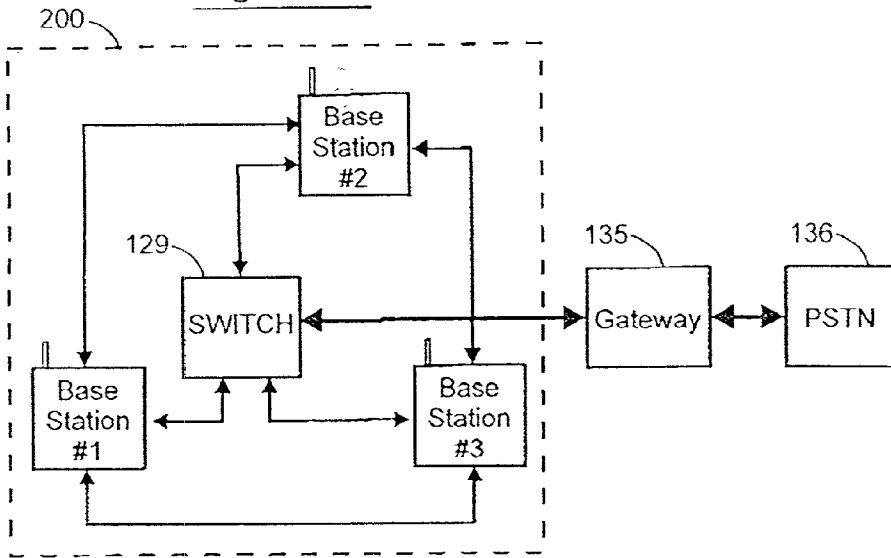 200
Base
Station
#2
129
SWITCH
135
Gateway
136
PSTN
Base
Station
#1
Base
Station
#3